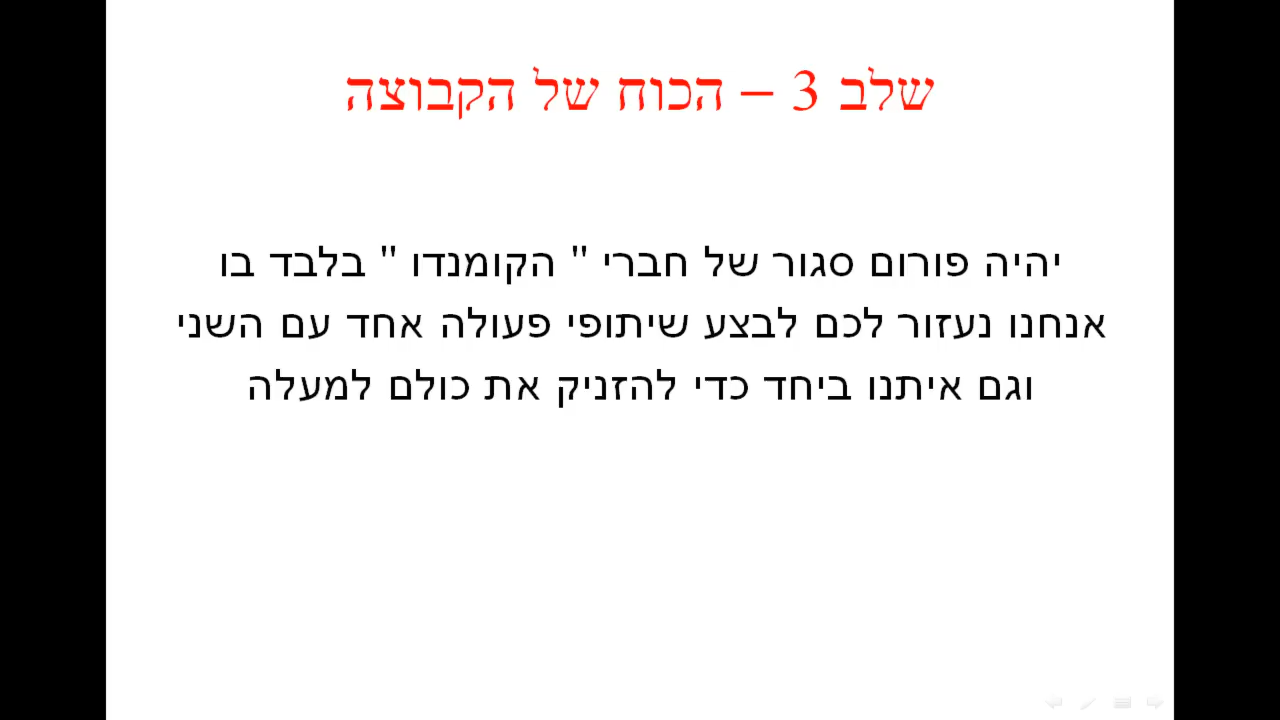 שלב 3 – הכוח של הקבוצה
יהיה פורום סגור של חברי " הקומנדו " בלבד בו
אנחנו נעזור לכם לבצע שיתופי פעולה אחד עם השני
וגם איתנו ביחד כדי להזניק את כולם למעלה